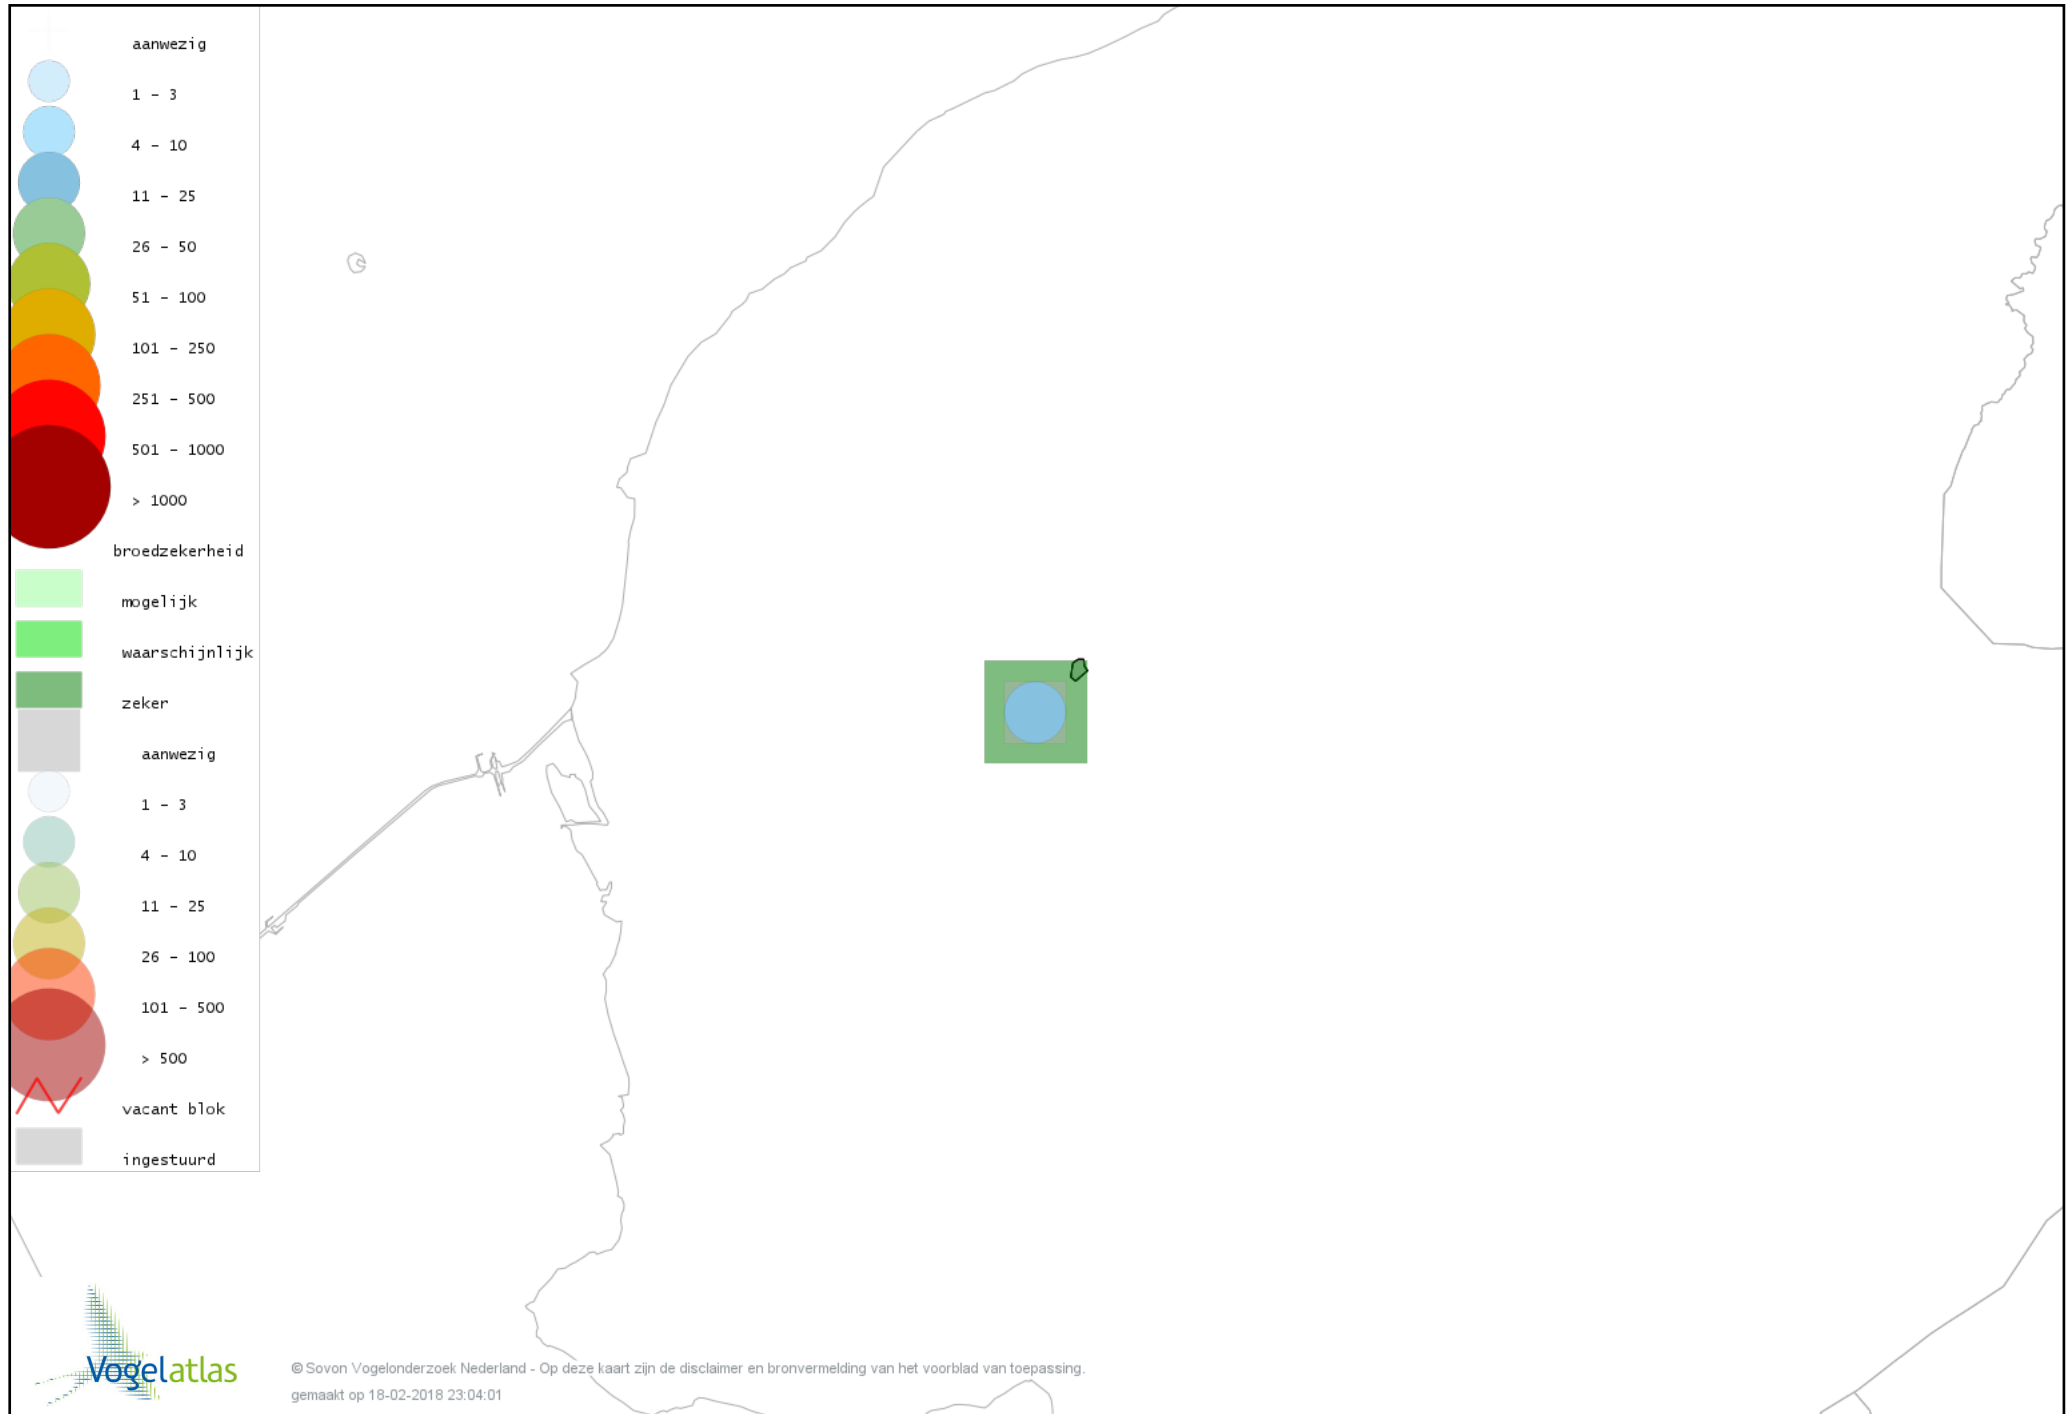 aanwezig
1 - 3
4 - 10
11 - 25
26 - 50
51 - 100
101 - 250
251 - 500
501 - 1000
> 1000
broedzekerheid
mogelijk
waarschijnlijk
zeker
aanwezig
1 - 3
4 - 10
11 - 25
26 - 100
101 - 500
> 500
vacant blok
ingestuurd
Vogelatlas
© Sovon Vogelonderzoek Nederland - Op deze kaart zijn de disclaimer en bronvermelding van het voorblad van toepassing.
gemaakt op 18-02-2018 23:04:01